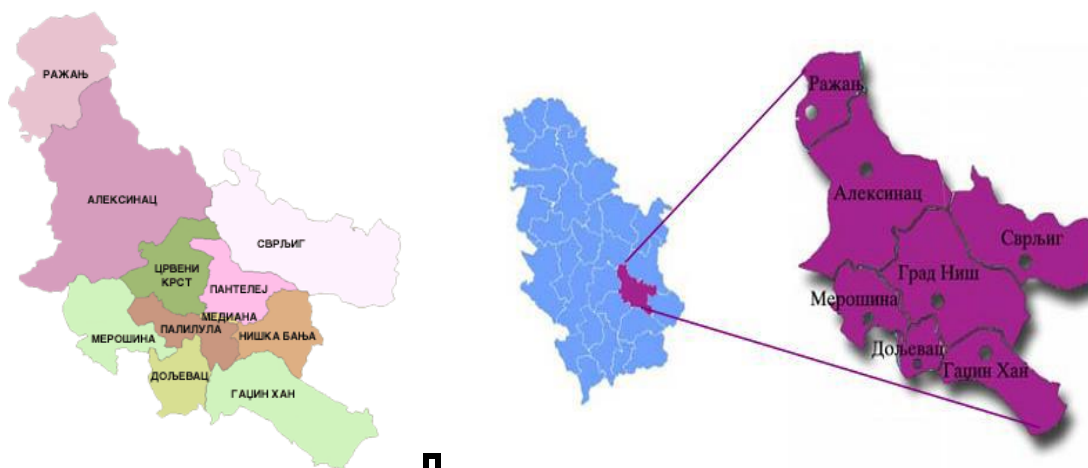 РАЖАЊ
АЛЕКСИНАЦ
СВРЉИГ
ЦРВЕНИ
КРСТ
ПАНТЕЛЕЈ
МЕДИАНА
ПАЛИЛУЛА
НИШКА БАЊА
МЕРОШИНА
ДОЉЕВАЦ
ГАЏИН ХАН
П
Ражањ
Алексинац
Сврљиг
Град Ниш
Мерошина
Дољевац
Гаџин Хан